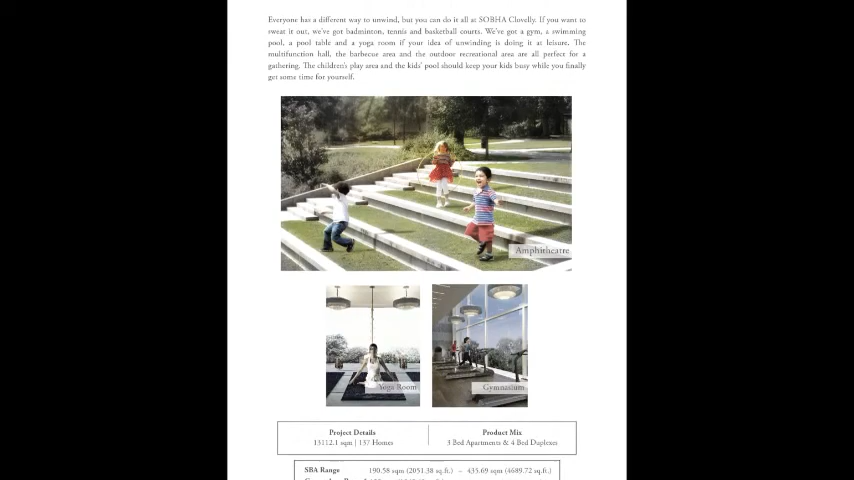 Everyone has a different way to unwind, but you can do it all at SOBHA Clovelly. If you want to
sweat it out, we've got badminton, tennis and basketball courts. We've got a gym, a swimming
pool, a pool table and a yoga room if your idea of unwinding is doing it at leisure. The
multifunction hall, the barbecue area and the outdoor recreational area are all perfect for a
gathering. The children's play area and the kids' pool should keep your kids busy while you finally
get some time for yourself.
Amphitheatre
Yoga Room
Gymnasium
Project Details
13112.1 sqm | 137 Homes
Product Mix
3 Bed Apartments & 4 Bed Duplexes
SBA Range 190.58 sqm (2051.38 sq.ft.) – 435.69 sqm (4689.72 sq.ft.)